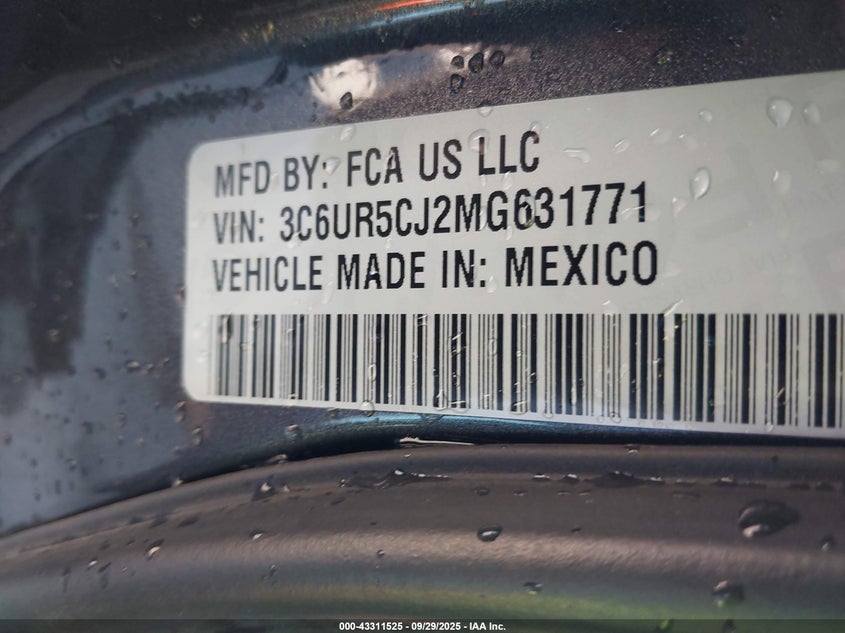 MFD BY: FCA US LLC
VIN: 3C6UR5CJ2MG631771
VEHICLE MADE IN: MEXICO
000-43311525 - 09/29/2025 - IAA Inc.